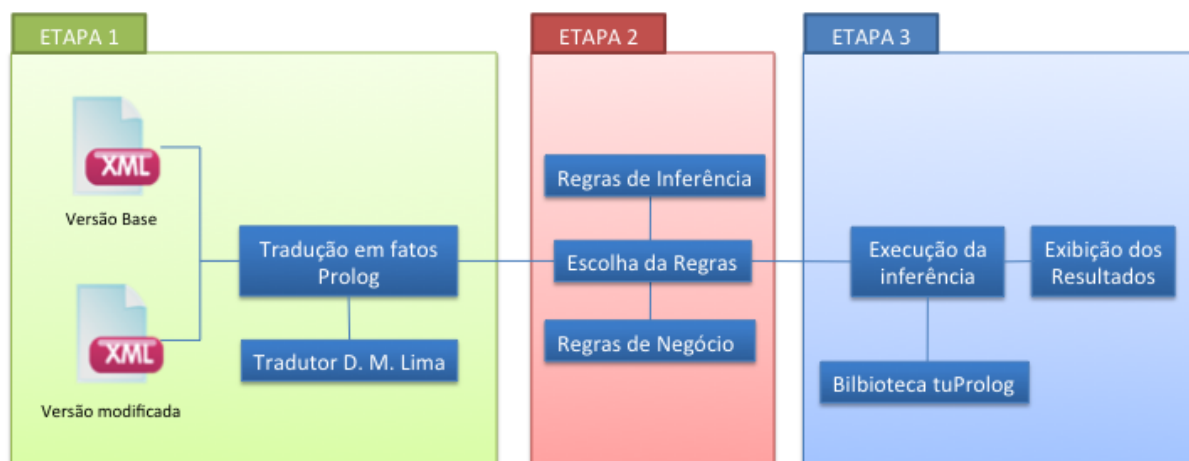 ETAPA 1
XML
Versão Base
XML
Versão modificada
Tradução em fatos
Prolog
Tradutor D. M. Lima
ETAPA 2
Regras de Inferência
Escolha da Regras
Regras de Negócio
ETAPA 3
Execução da
inferência
Exibição dos
Resultados
Bilbioteca tuProlog